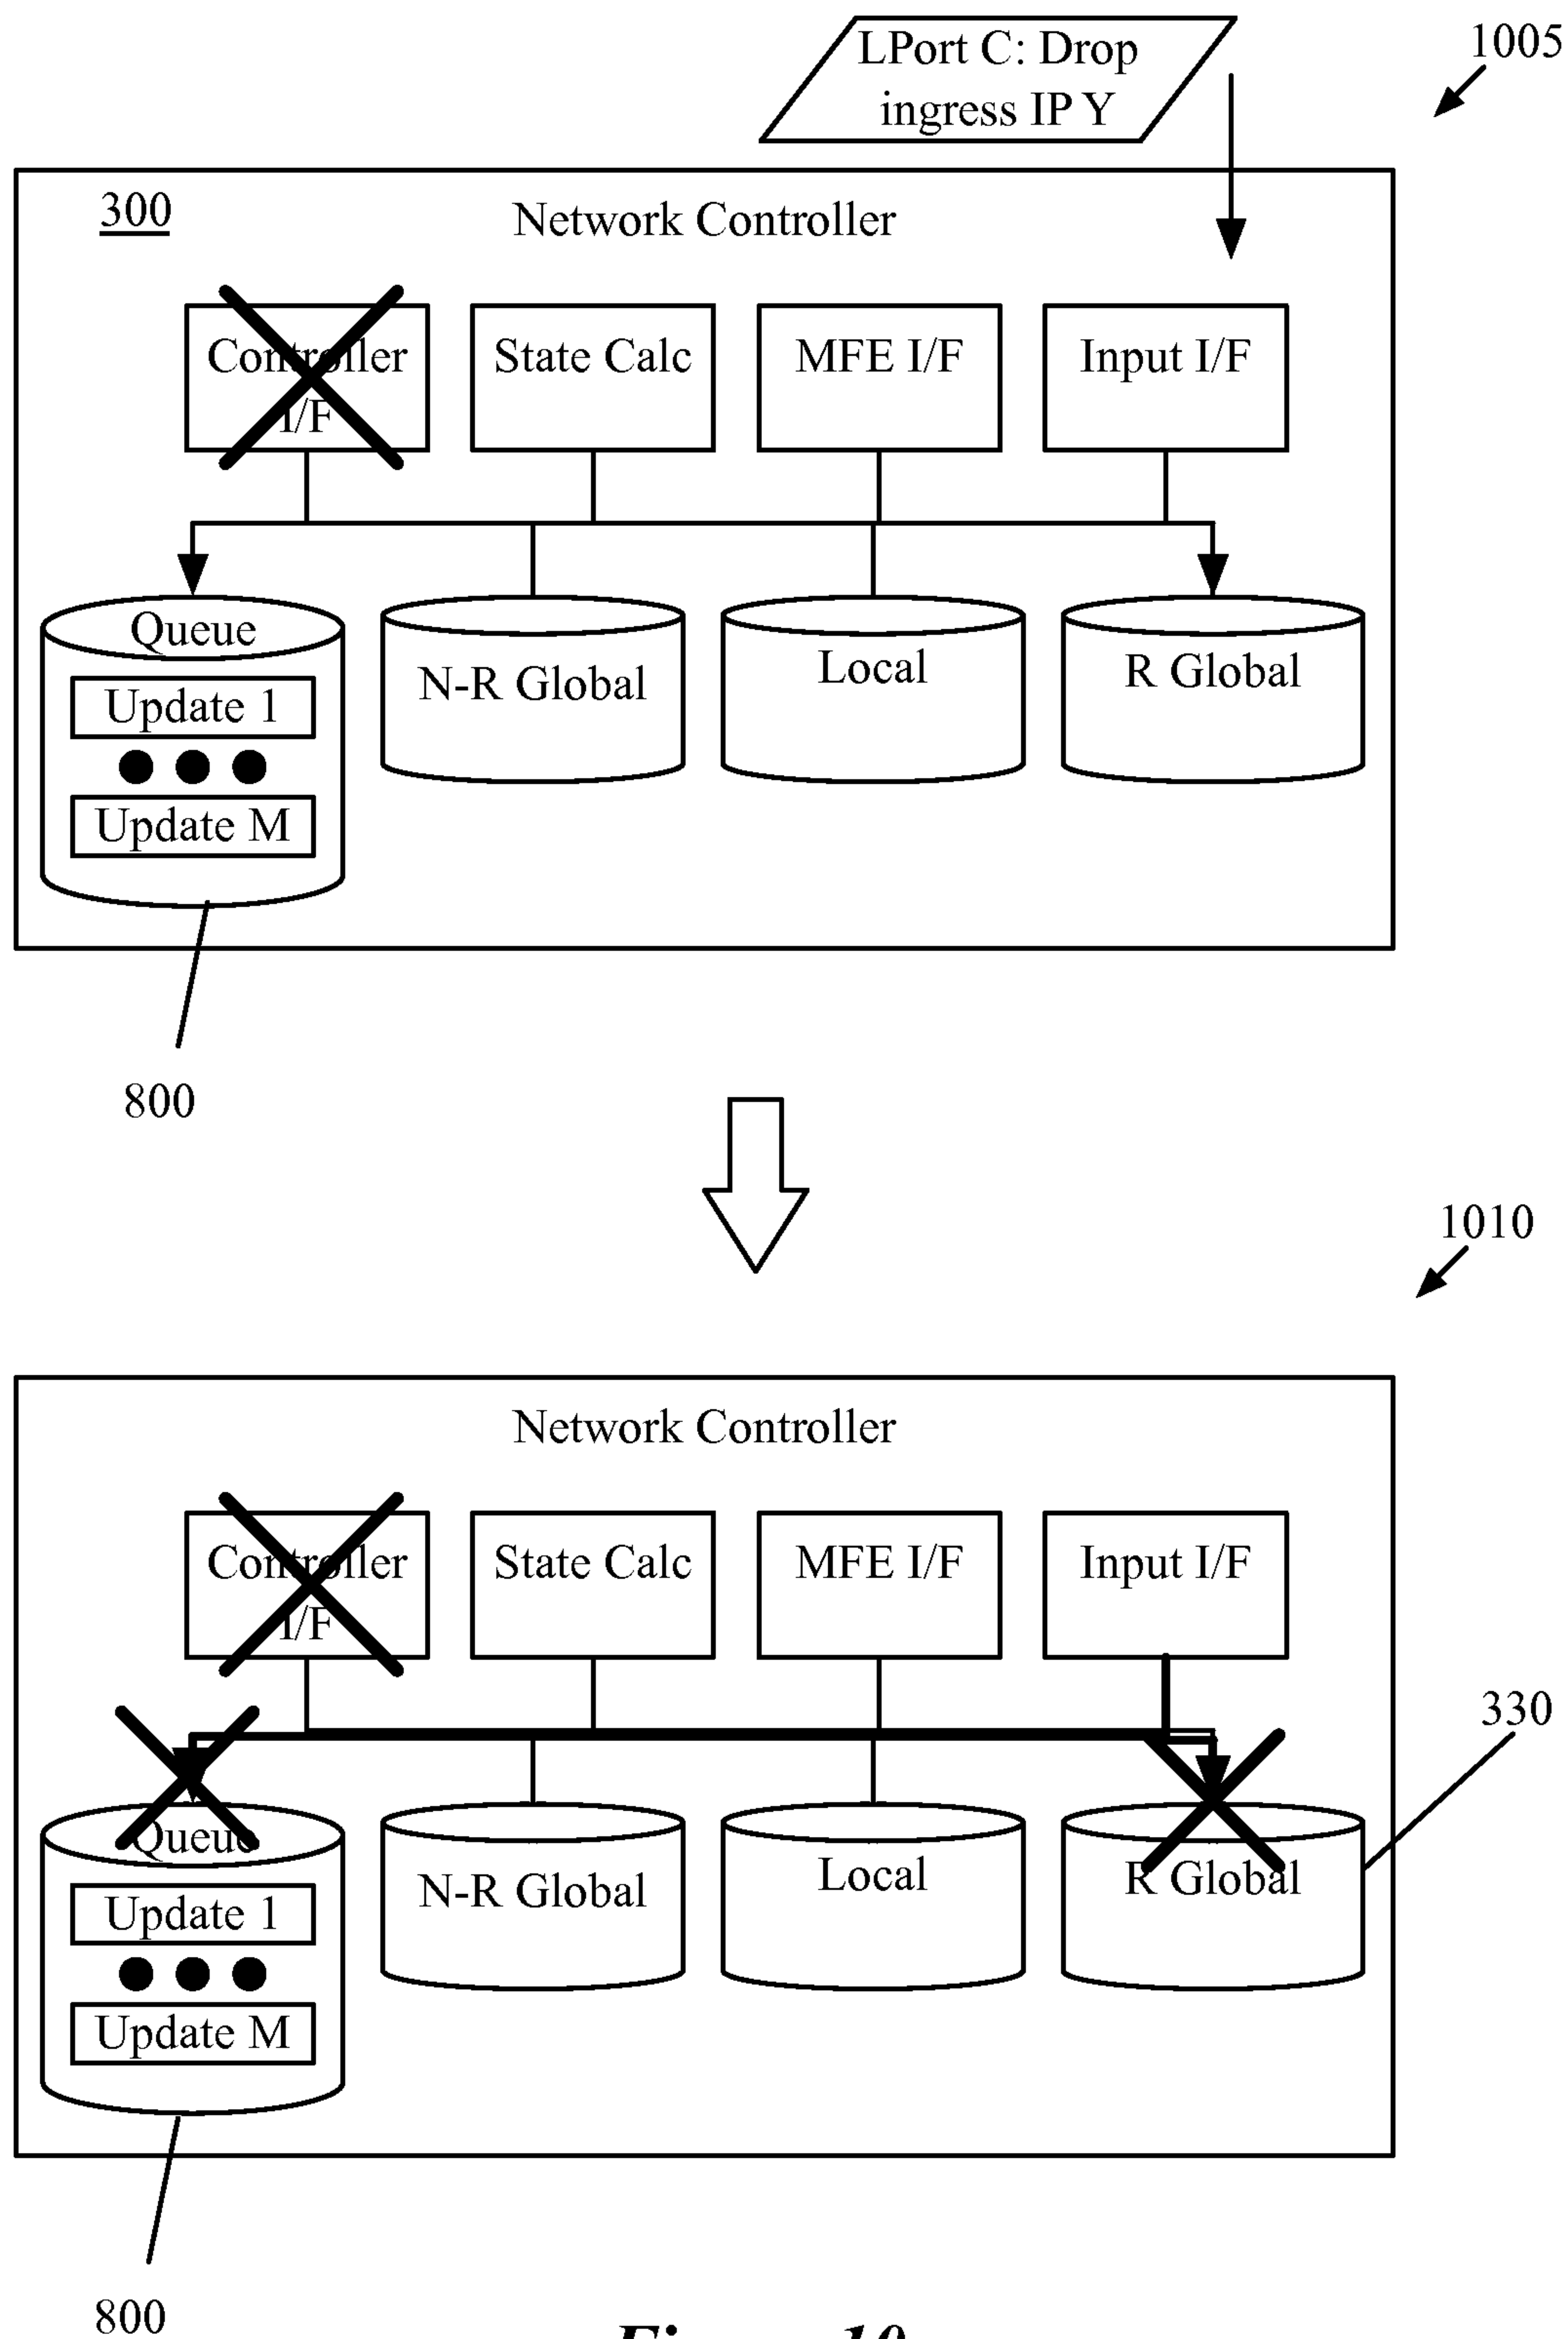 LPort C: Drop
ingress IP Y
1005
300
Network Controller
Controller
I/F
State Calc
MFE I/F
Input I/F
Queue
Update 1
Update M
N-R Global
Local
R Global
800
1010
Network Controller
Controller
I/F
State Calc
MFE I/F
Input I/F
330
Queue
Update 1
Update M
N-R Global
Local
R Global
800